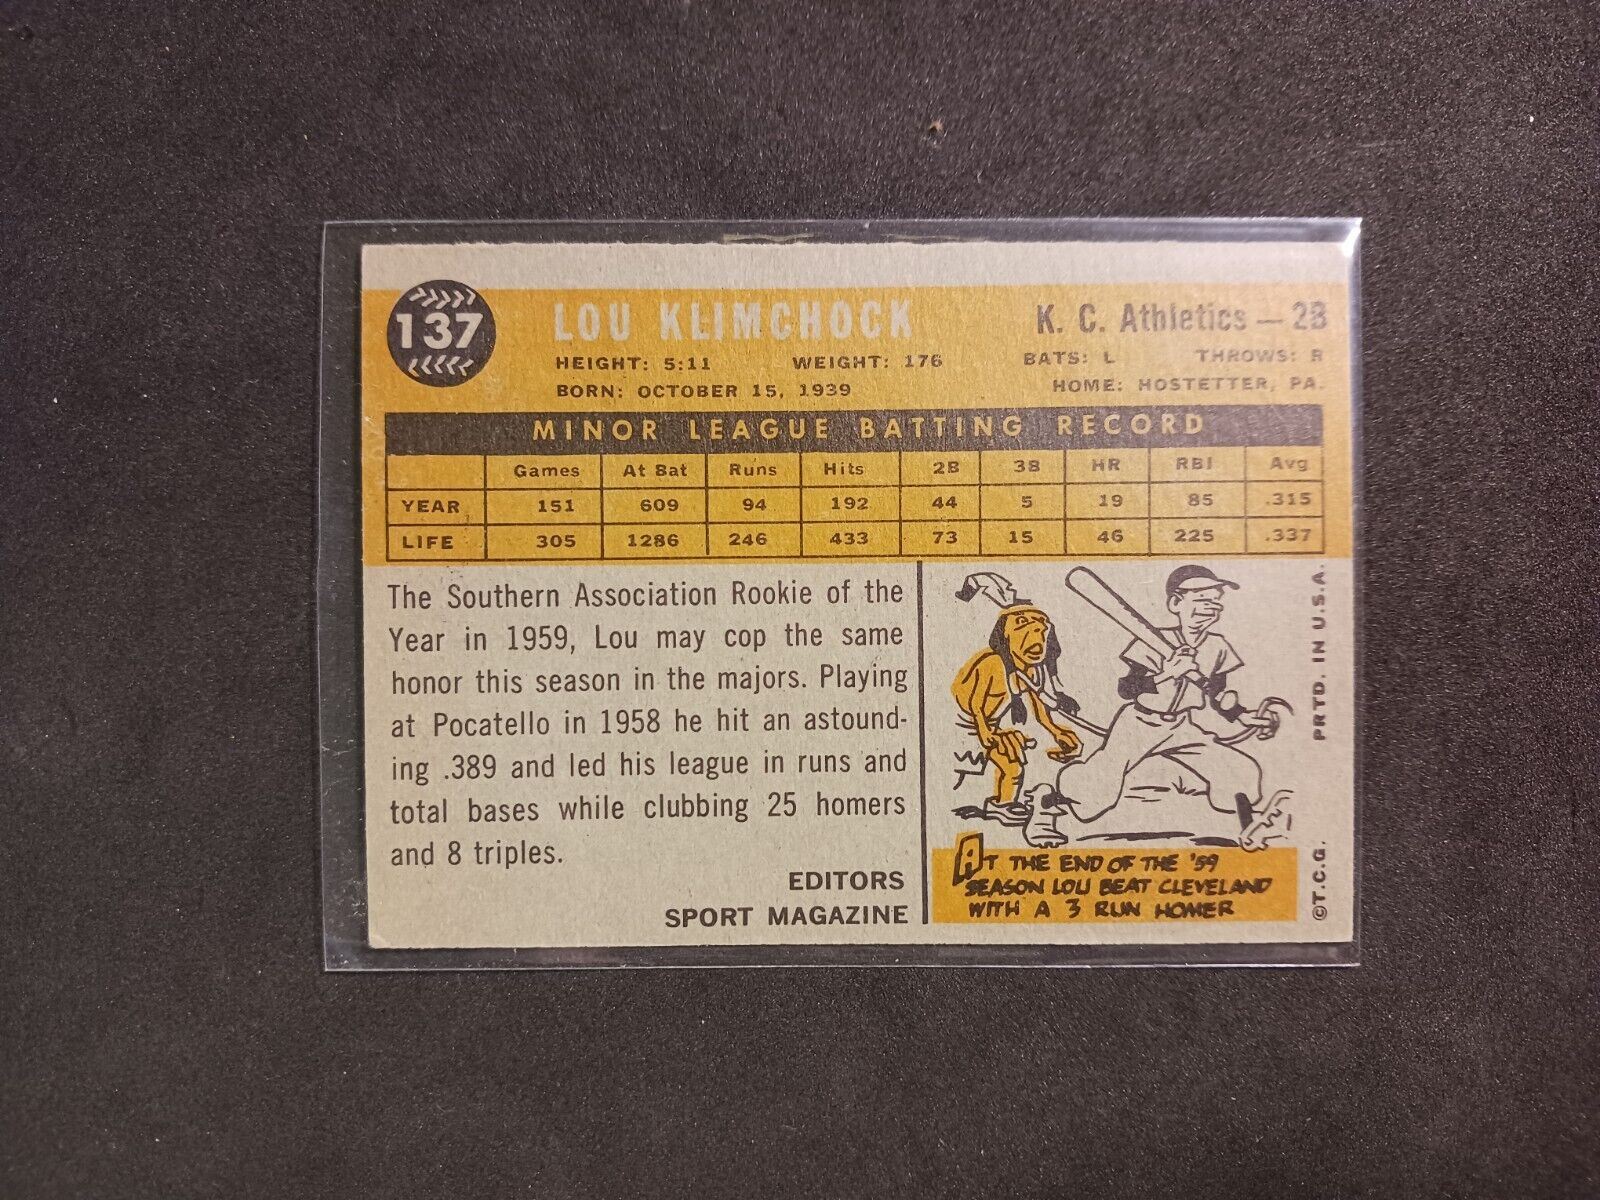 137
LOU KLIMCHOCK
K. C. Athletics — 2B
HEIGHT: 5:11 WEIGHT: 176 BATS: L THROWS: R
BORN: OCTOBER 15, 1939 HOME: HOSTETTER, PA.
MINOR LEAGUE BATTING RECORD
Games At Bat Runs Hits 2B 3B HR RBI Avg
YEAR 151 609 94 192 44 5 19 85 .315
LIFE 305 1286 246 433 73 15 46 225 .337
The Southern Association Rookie of the
Year in 1959, Lou may cop the same
honor this season in the majors. Playing
at Pocatello in 1958 he hit an astound-
ing .389 and led his league in runs and
total bases while clubbing 25 homers
and 8 triples.
EDITORS
SPORT MAGAZINE
AT THE END OF THE '59
SEASON LOU BEAT CLEVELAND
WITH A 3 RUN HOMER
©T.C.G. PRTD. IN U.S.A.